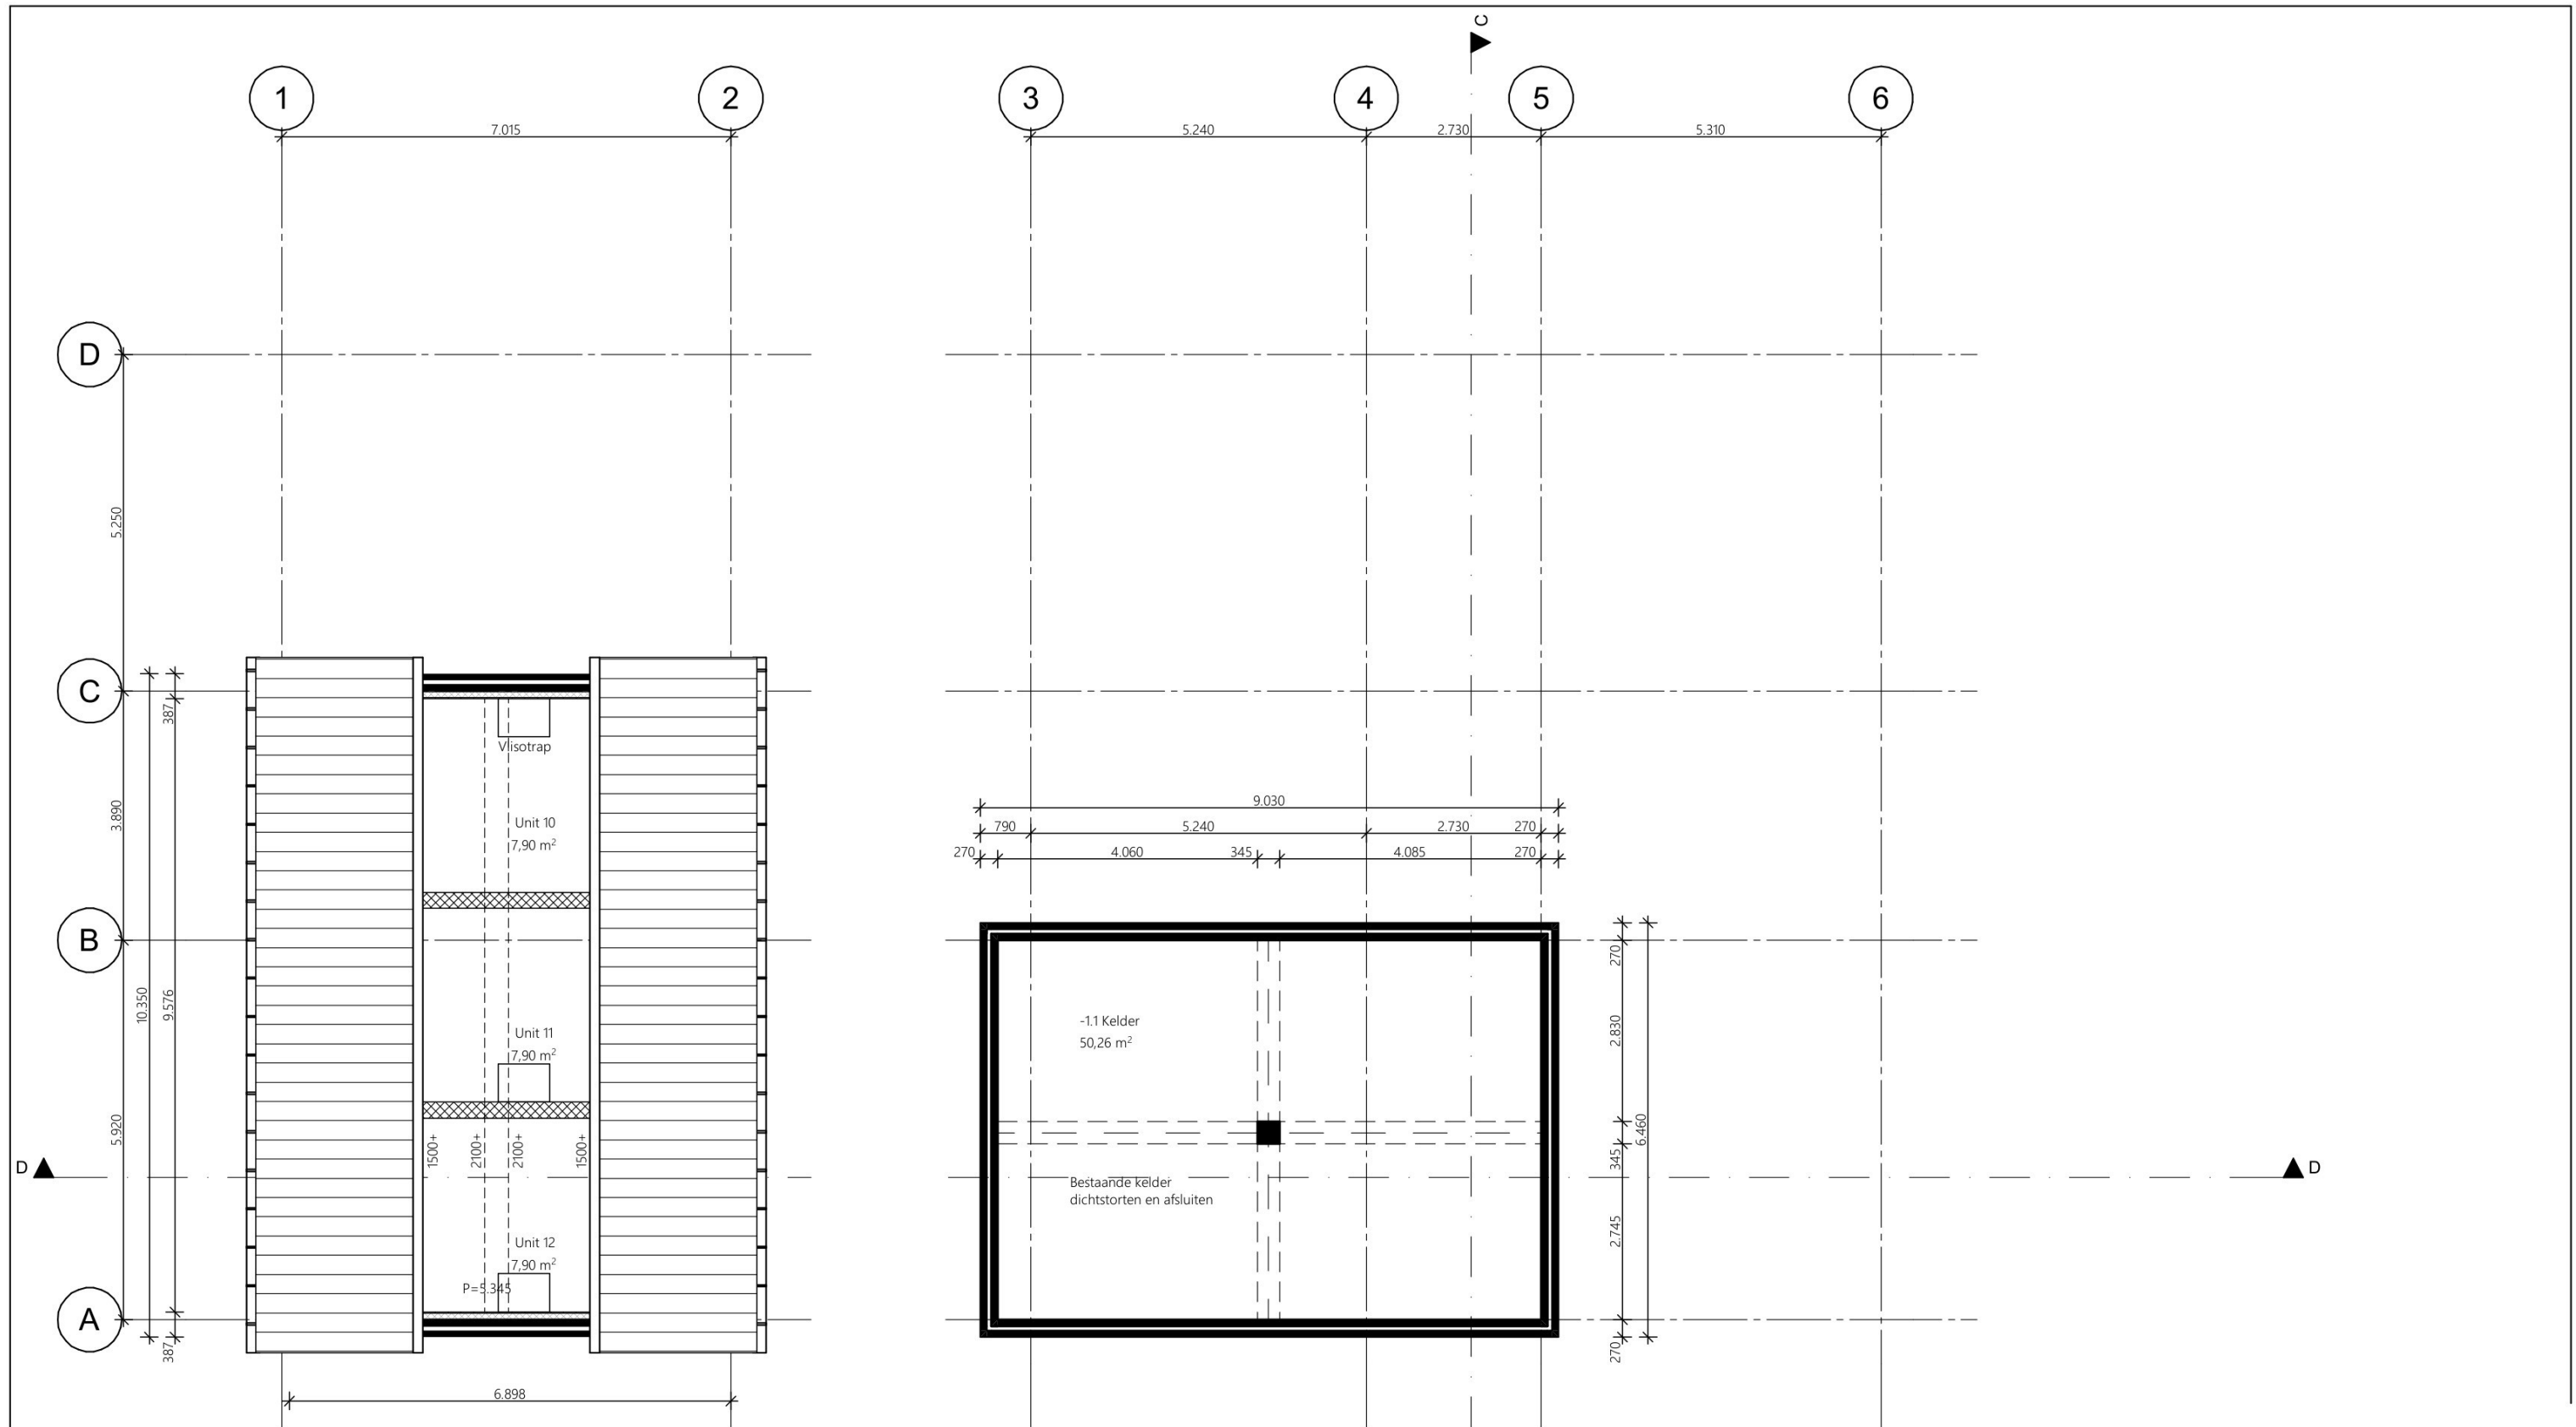 C
1
2
3
4
5
6
7.015
5.240
2.730
5.310
D
5.250
C
387
Vlisotrap
3.890
Unit 10
7,90 m²
9.030
790
5.240
2.730
270
270
4.060
345
4.085
270
B
270
10.350
9.576
-1.1 Kelder
50,26 m²
2.830
Unit 11
7,90 m²
5.920
1500+
2100+
2100+
1500+
6.460
345
D
D
Bestaande kelder
dichtstorten en afsluiten
2.745
Unit 12
7,90 m²
P=5.345
A
387
270
6.898